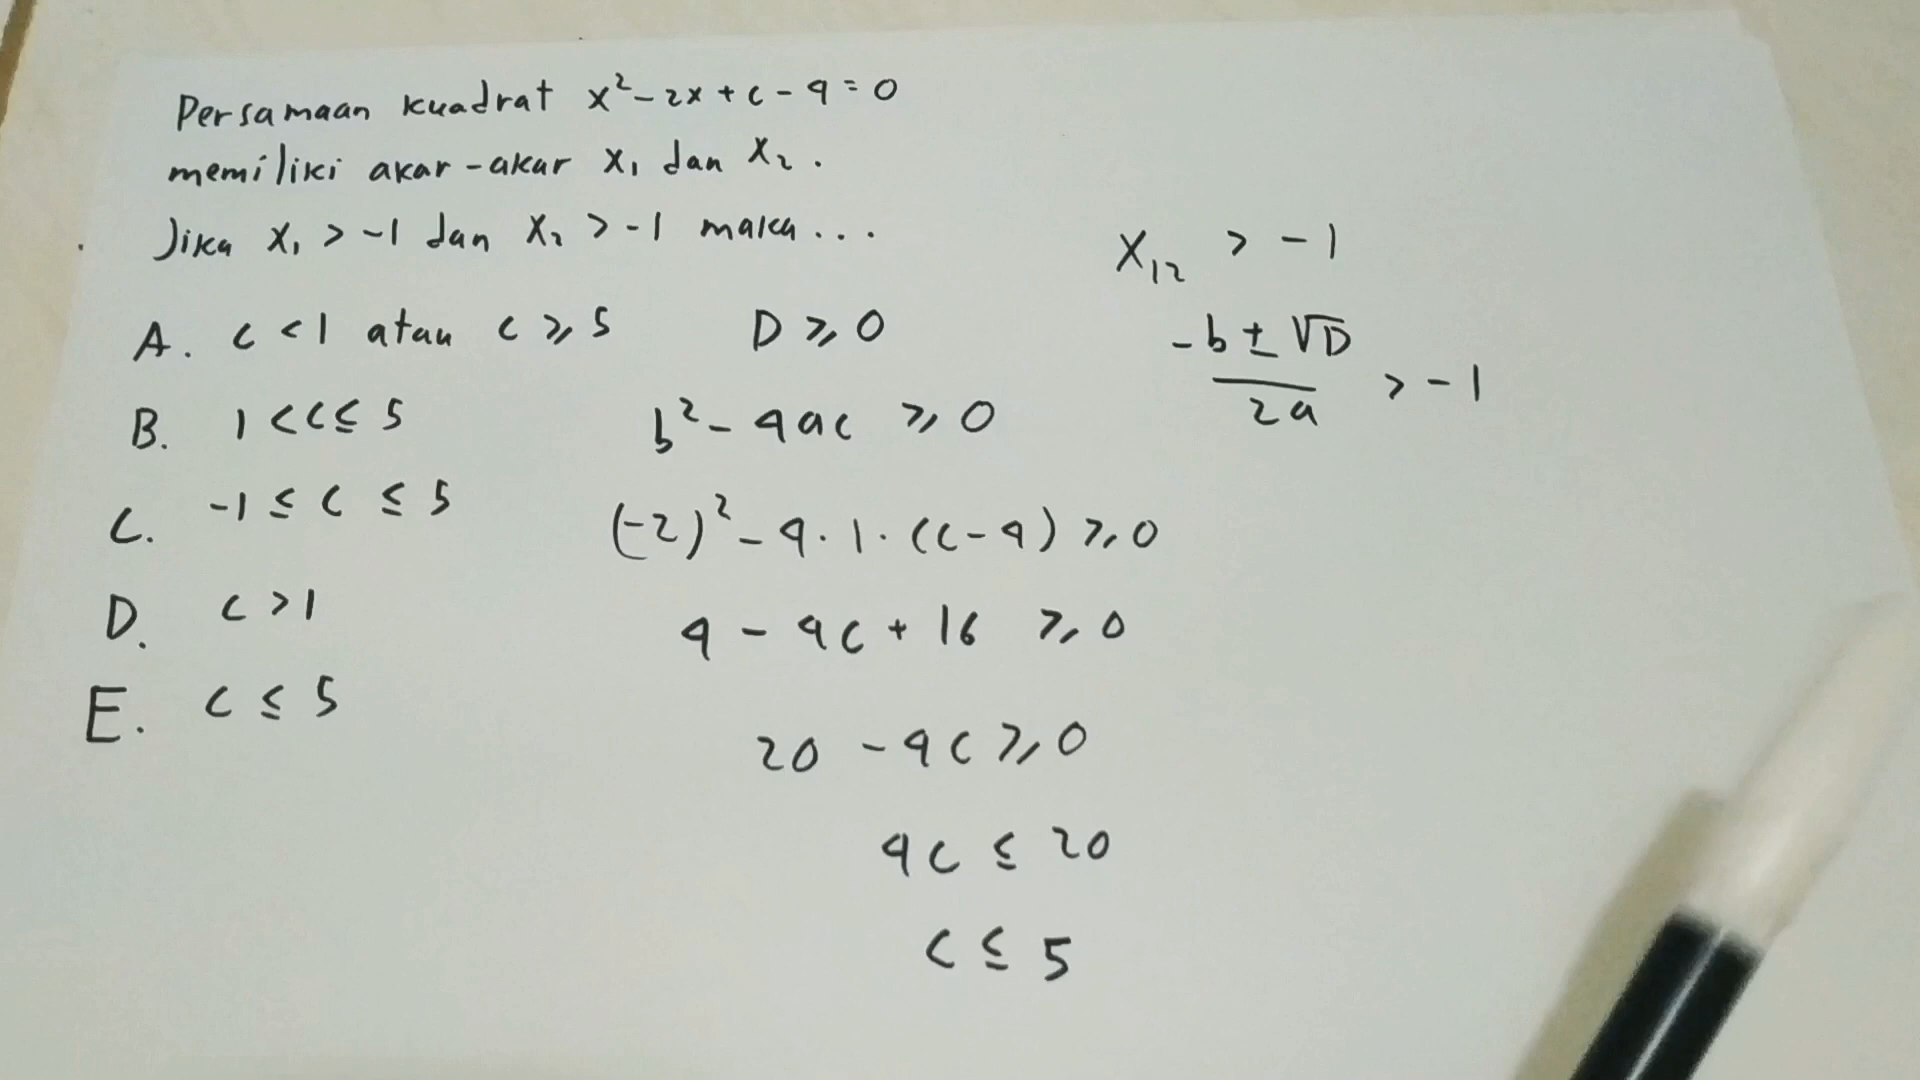 Persamaan kuadrat x² - 2x + c - 4 = 0
memiliki akar-akar x₁ dan x₂.
Jika x₁ > -1 dan x₂ > -1 maka...
A. c < 1 atau c ⩾ 5
B. 1 < c ≤ 5
C. -1 ≤ c ≤ 5
D. c > 1
E. c ≤ 5
D ⩾ 0
b² - 4ac ⩾ 0
(-2)² - 4 · 1 · (c - 4) ⩾ 0
4 - 4c + 16 ⩾ 0
20 - 4c ⩾ 0
4c ≤ 20
c ≤ 5
x₁₂ > -1
(-b ± √D)/2a > -1